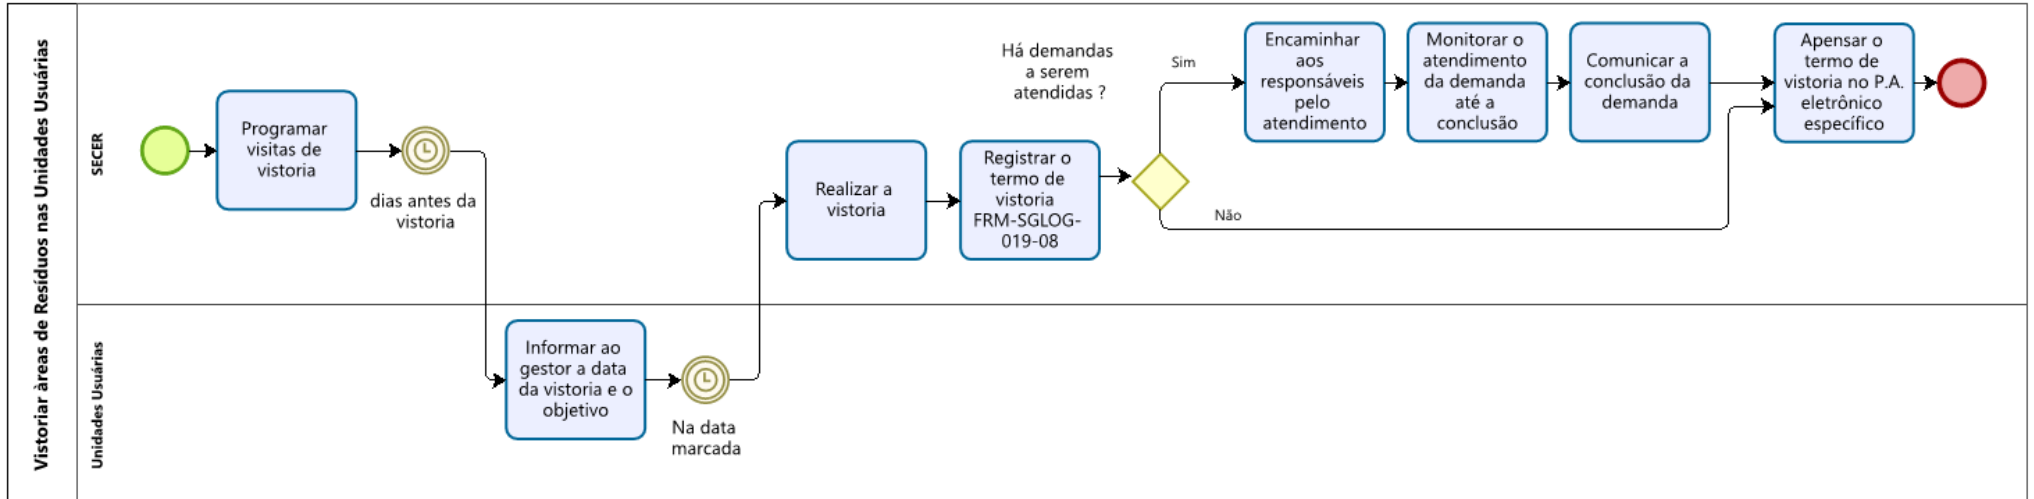 Vistoriar àreas de Resíduos nas Unidades Usuárias
SECER
Programar
visitas de
vistoria
dias antes da
vistoria
Informar ao
gestor a data
da vistoria e o
objetivo
Na data
marcada
Realizar a
vistoria
Registrar o
termo de
vistoria
FRM-SGLOG-
019-08
Há demandas
a serem
atendidas ?
Sim
Não
Encaminhar
aos
responsáveis
pelo
atendimento
Monitorar o
atendimento
da demanda
até a
conclusão
Comunicar a
conclusão da
demanda
Apensar o
termo de
vistoria no P.A.
eletrônico
específico
Unidades Usuárias